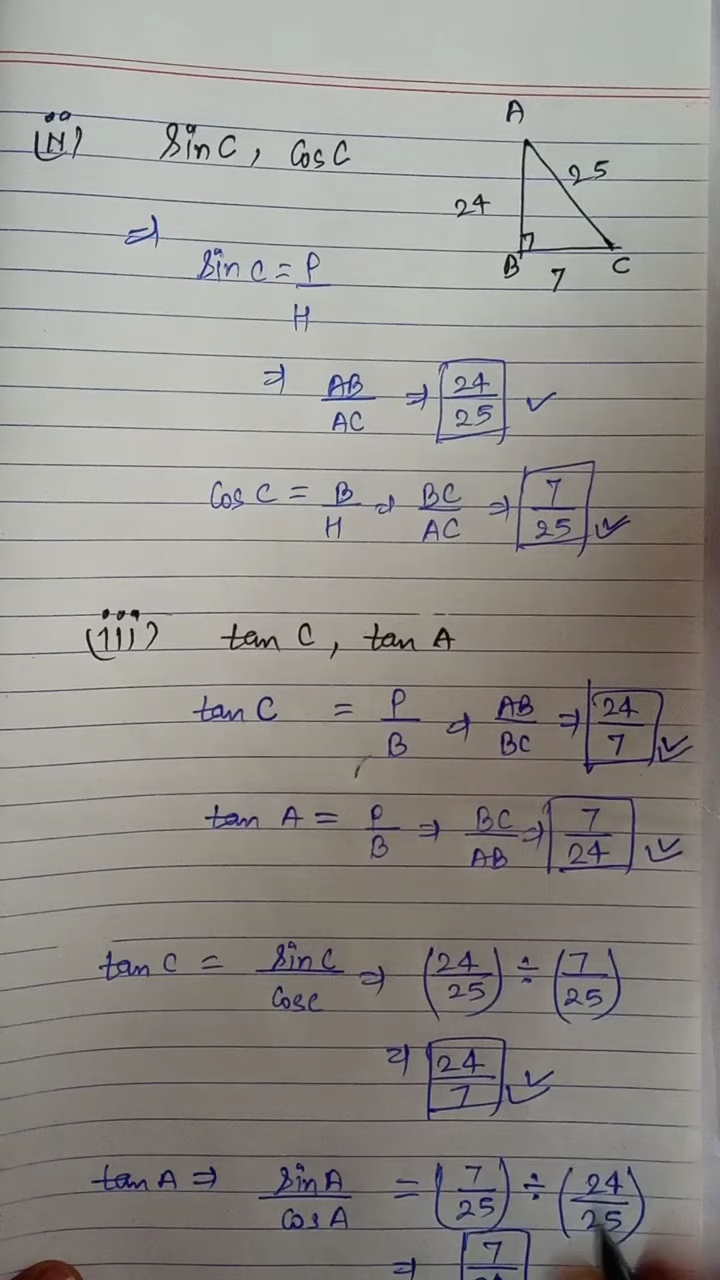 (ii) Sin C, Cos C
A
24
25
B
7
C
⇒
Sin C = P/H
⇒ AB/AC ⇒ 24/25 ✓
Cos C = B/H ⇒ BC/AC ⇒ 7/25 ✓
(iii) tan C, tan A
tan C = P/B ⇒ AB/BC ⇒ 24/7 ✓
tan A = P/B ⇒ BC/AB ⇒ 7/24 ✓
tan C = Sin C/Cos C ⇒ (24/25) ÷ (7/25)
⇒ 24/7 ✓
tan A ⇒ Sin A/Cos A = (7/25) ÷ (24/25)
⇒ 7